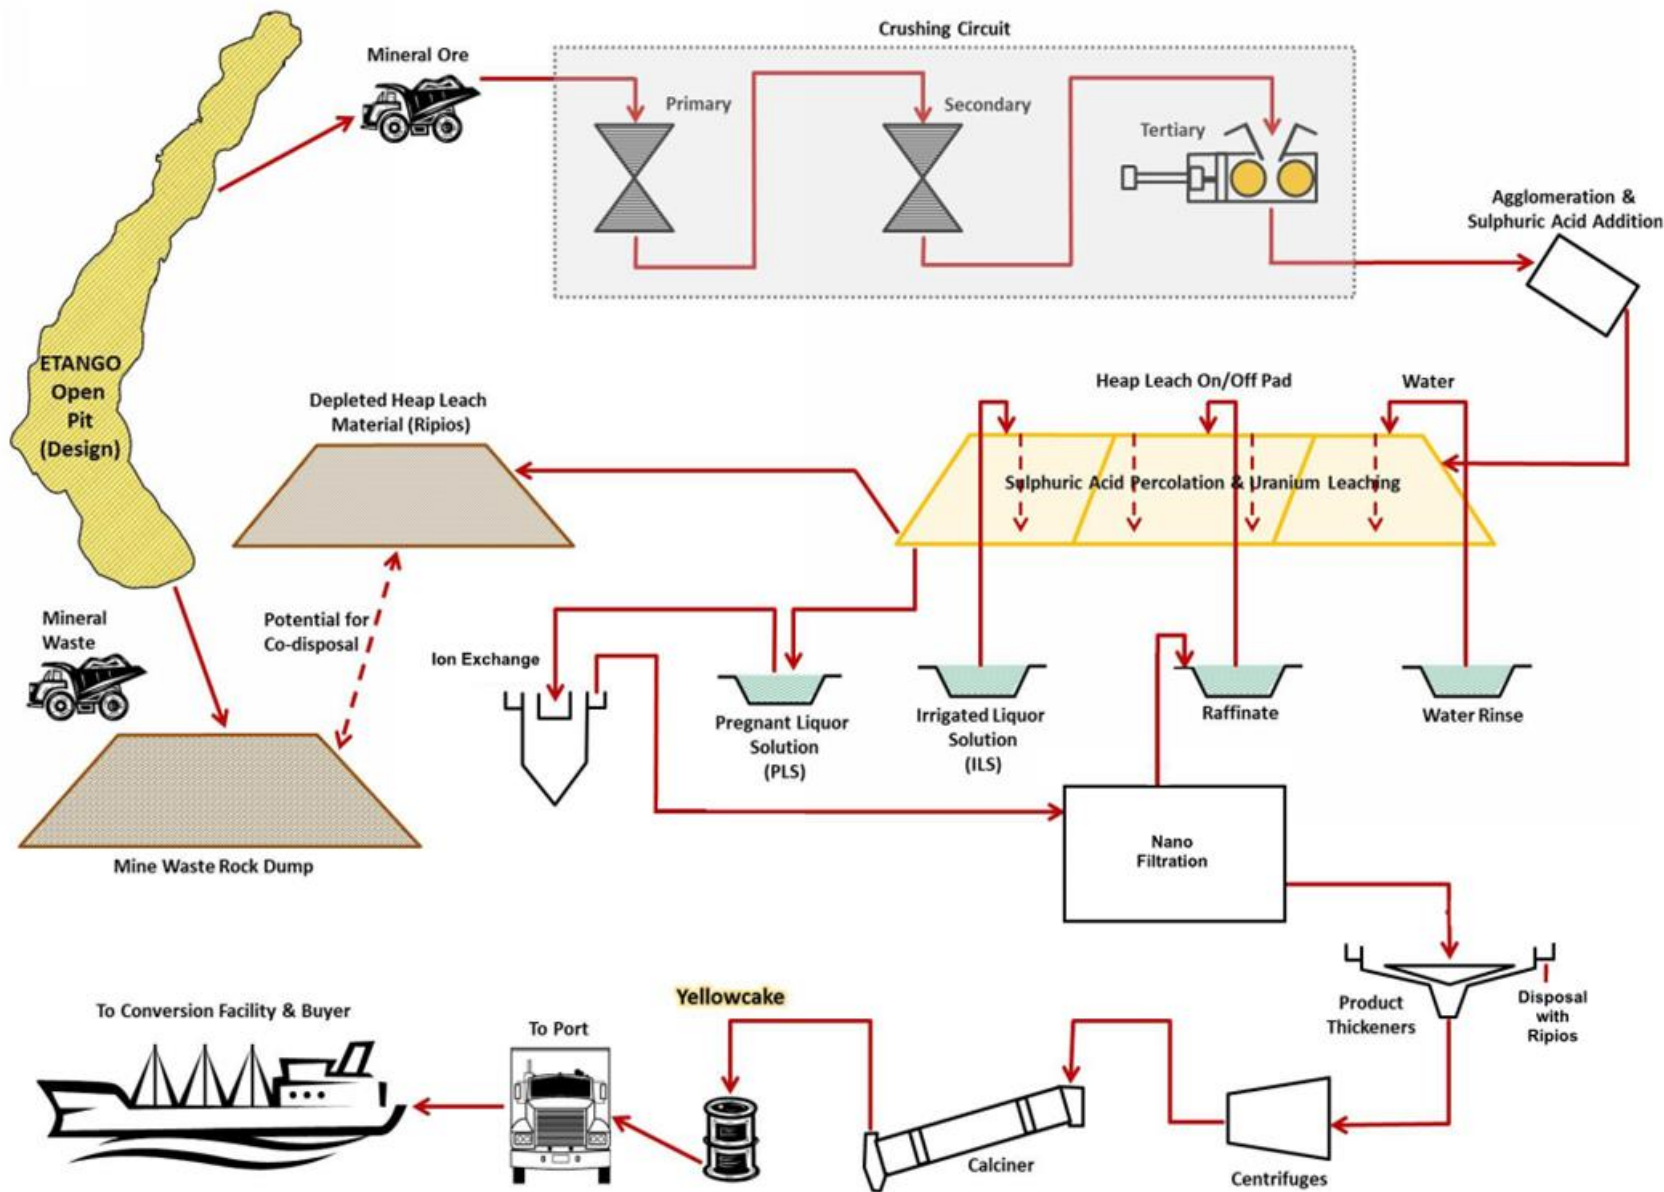 Crushing Circuit
Mineral Ore
Primary
Secondary
Tertiary
Agglomeration &
Sulphuric Acid Addition
ETANGO
Open
Pit
(Design)
Depleted Heap Leach
Material (Ripios)
Heap Leach On/Off Pad
Water
Sulphuric Acid Percolation & Uranium Leaching
Mineral
Waste
Potential for
Co-disposal
Ion Exchange
Pregnant Liquor
Solution
(PLS)
Irrigated Liquor
Solution
(ILS)
Raffinate
Water Rinse
Mine Waste Rock Dump
Nano
Filtration
Product
Thickeners
Disposal
with
Ripios
To Conversion Facility & Buyer
To Port
Yellowcake
Calciner
Centrifuges